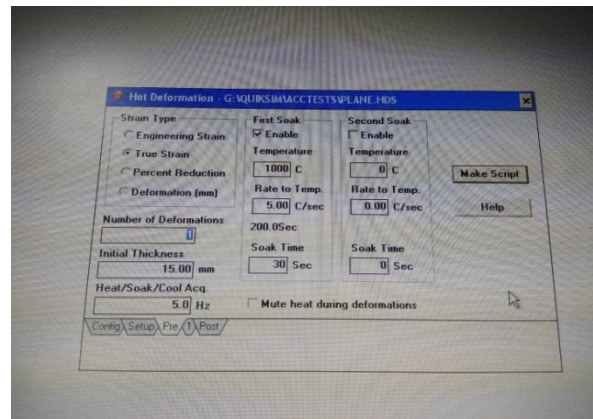 Hot Deformation - G:\QUIKSIM\ACCTESTS\PLANE.HDS
Strain Type
Engineering Strain
True Strain
Percent Reduction
Deformation (mm)
Number of Deformations
1
Initial Thickness
15.00 mm
Heat/Soak/Cool Acq.
5.0 Hz
First Soak
Enable
Temperature
1000 C
Rate to Temp.
5.00 C/sec
200.0Sec
Soak Time
30 Sec
Second Soak
Enable
Temperature
0 C
Rate to Temp.
0.00 C/sec
Soak Time
0 Sec
Mute heat during deformations
Make Script
Help
Config Setup Pre 1 Post